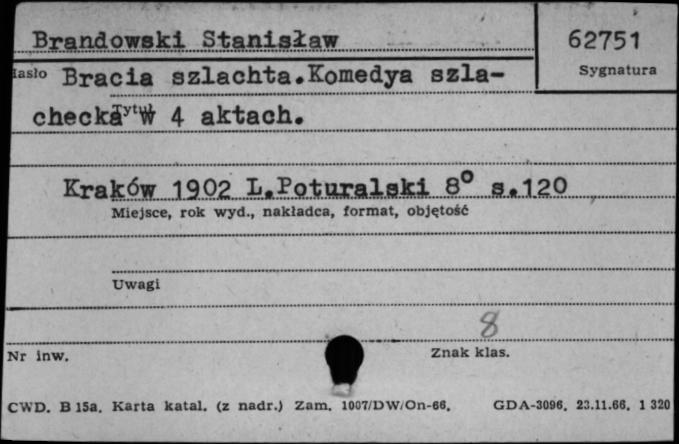 Brandowski Stanisław
62751
Hasło
Sygnatura
Bracia szlachta.Komedya szla-
checka w 4 aktach.
Tytuł
Kraków 1902 L.Poturalski 8° s.120
Miejsce, rok wyd., nakładca, format, objętość
Uwagi
8
Nr inw.
Znak klas.
CWD. B 15a. Karta katal. (z nadr.) Zam. 1007/DW/On-66. GDA-3096. 23.11.66. 1 320